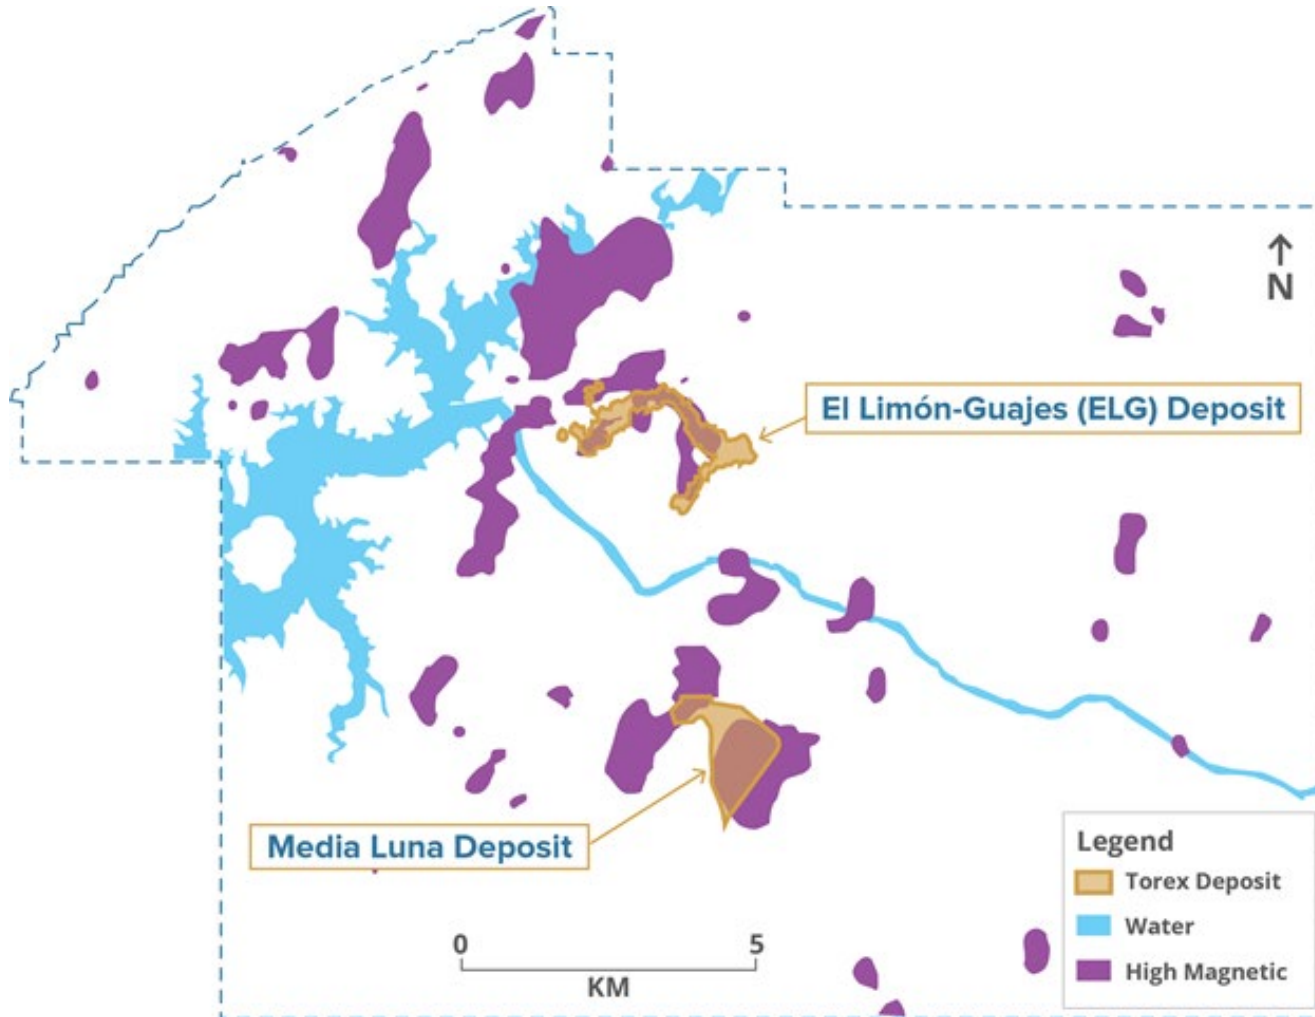 N
El Limón-Guajes (ELG) Deposit
Media Luna Deposit
0 5
KM
Legend
Torex Deposit
Water
High Magnetic